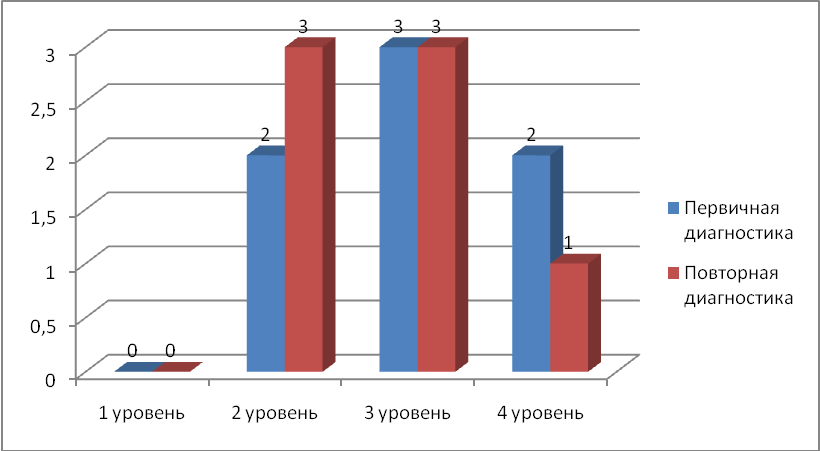 3
2,5
2
1,5
1
0,5
0
0
0
2
3
3
3
2
1
1 уровень
2 уровень
3 уровень
4 уровень
Первичная
диагностика
Повторная
диагностика